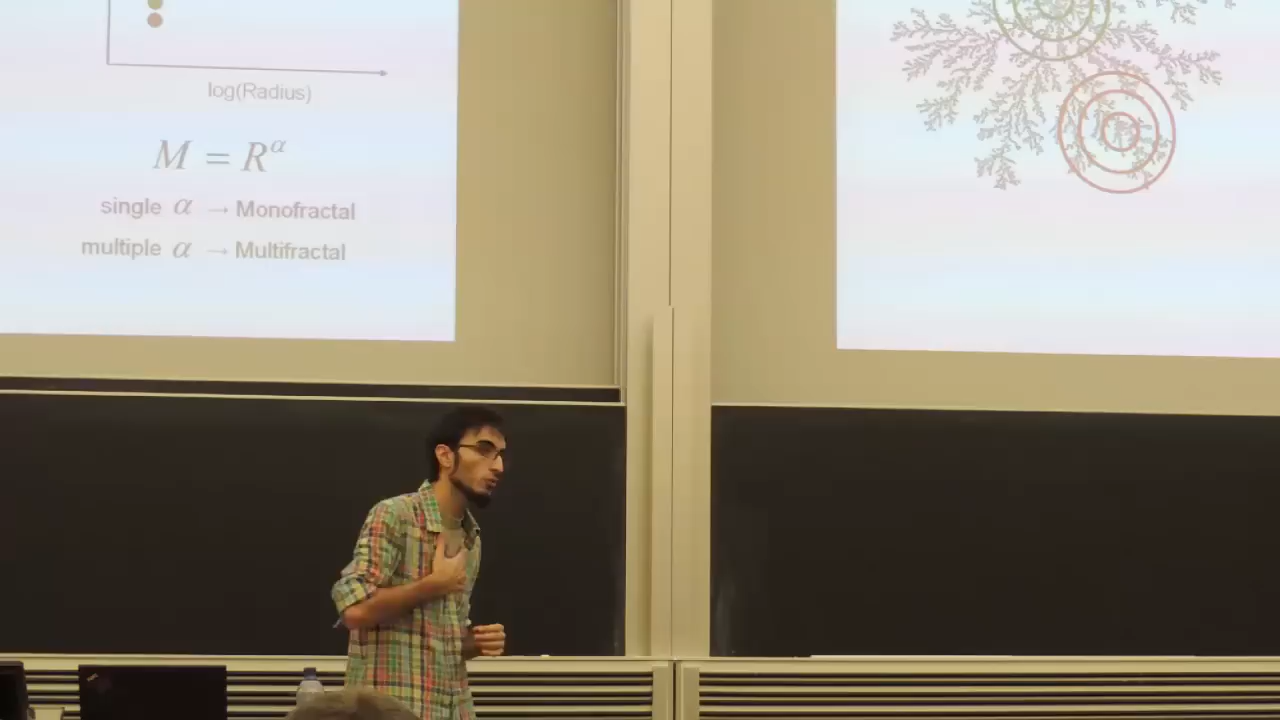 log(Radius)
M = R^α
single α → Monofractal
multiple α → Multifractal